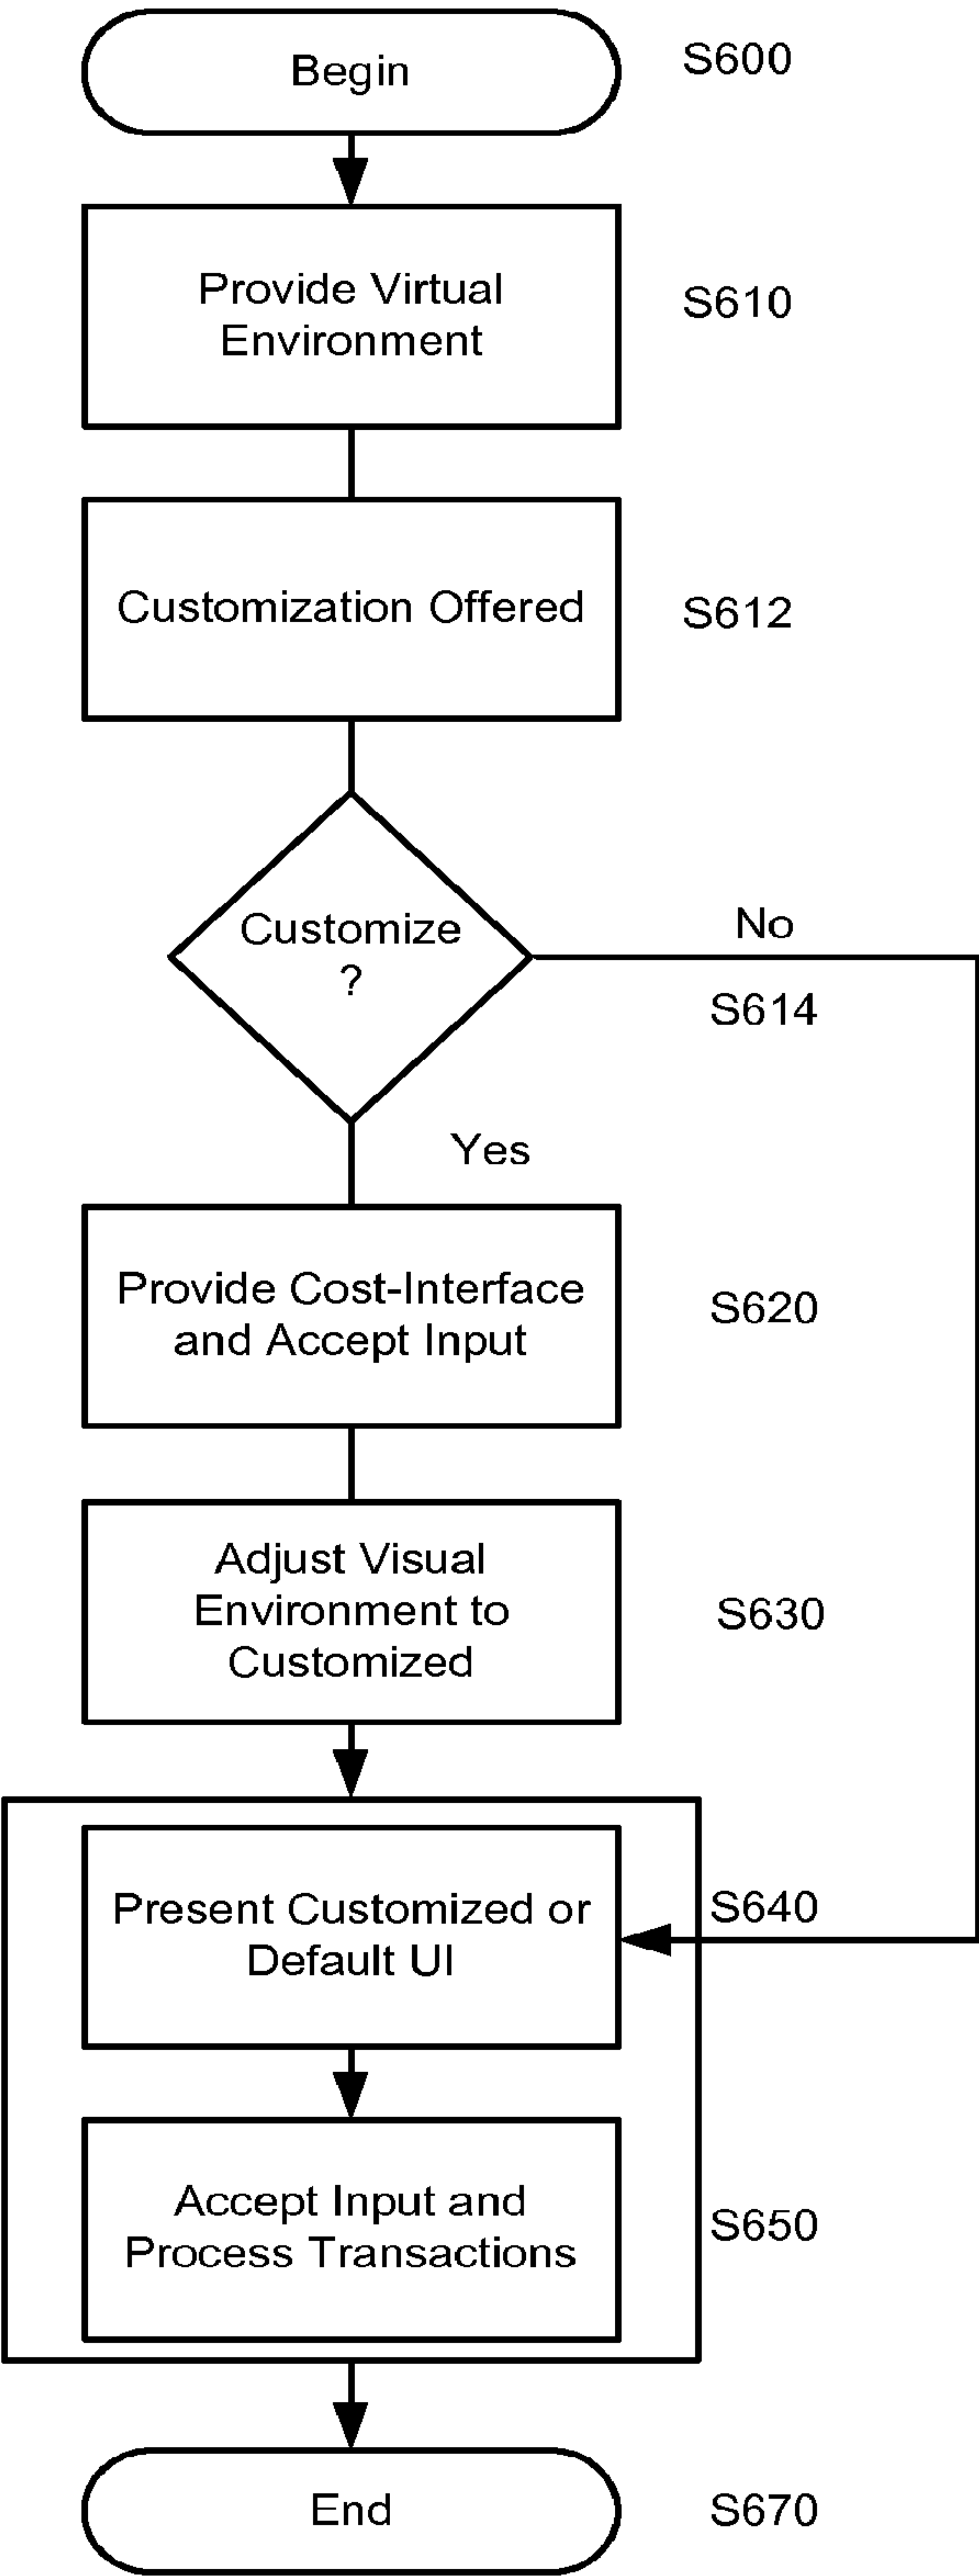 Begin
S600
Provide Virtual
Environment
S610
Customization Offered
S612
Customize
?
No
S614
Yes
Provide Cost-Interface
and Accept Input
S620
Adjust Visual
Environment to
Customized
S630
Present Customized or
Default UI
S640
Accept Input and
Process Transactions
S650
End
S670